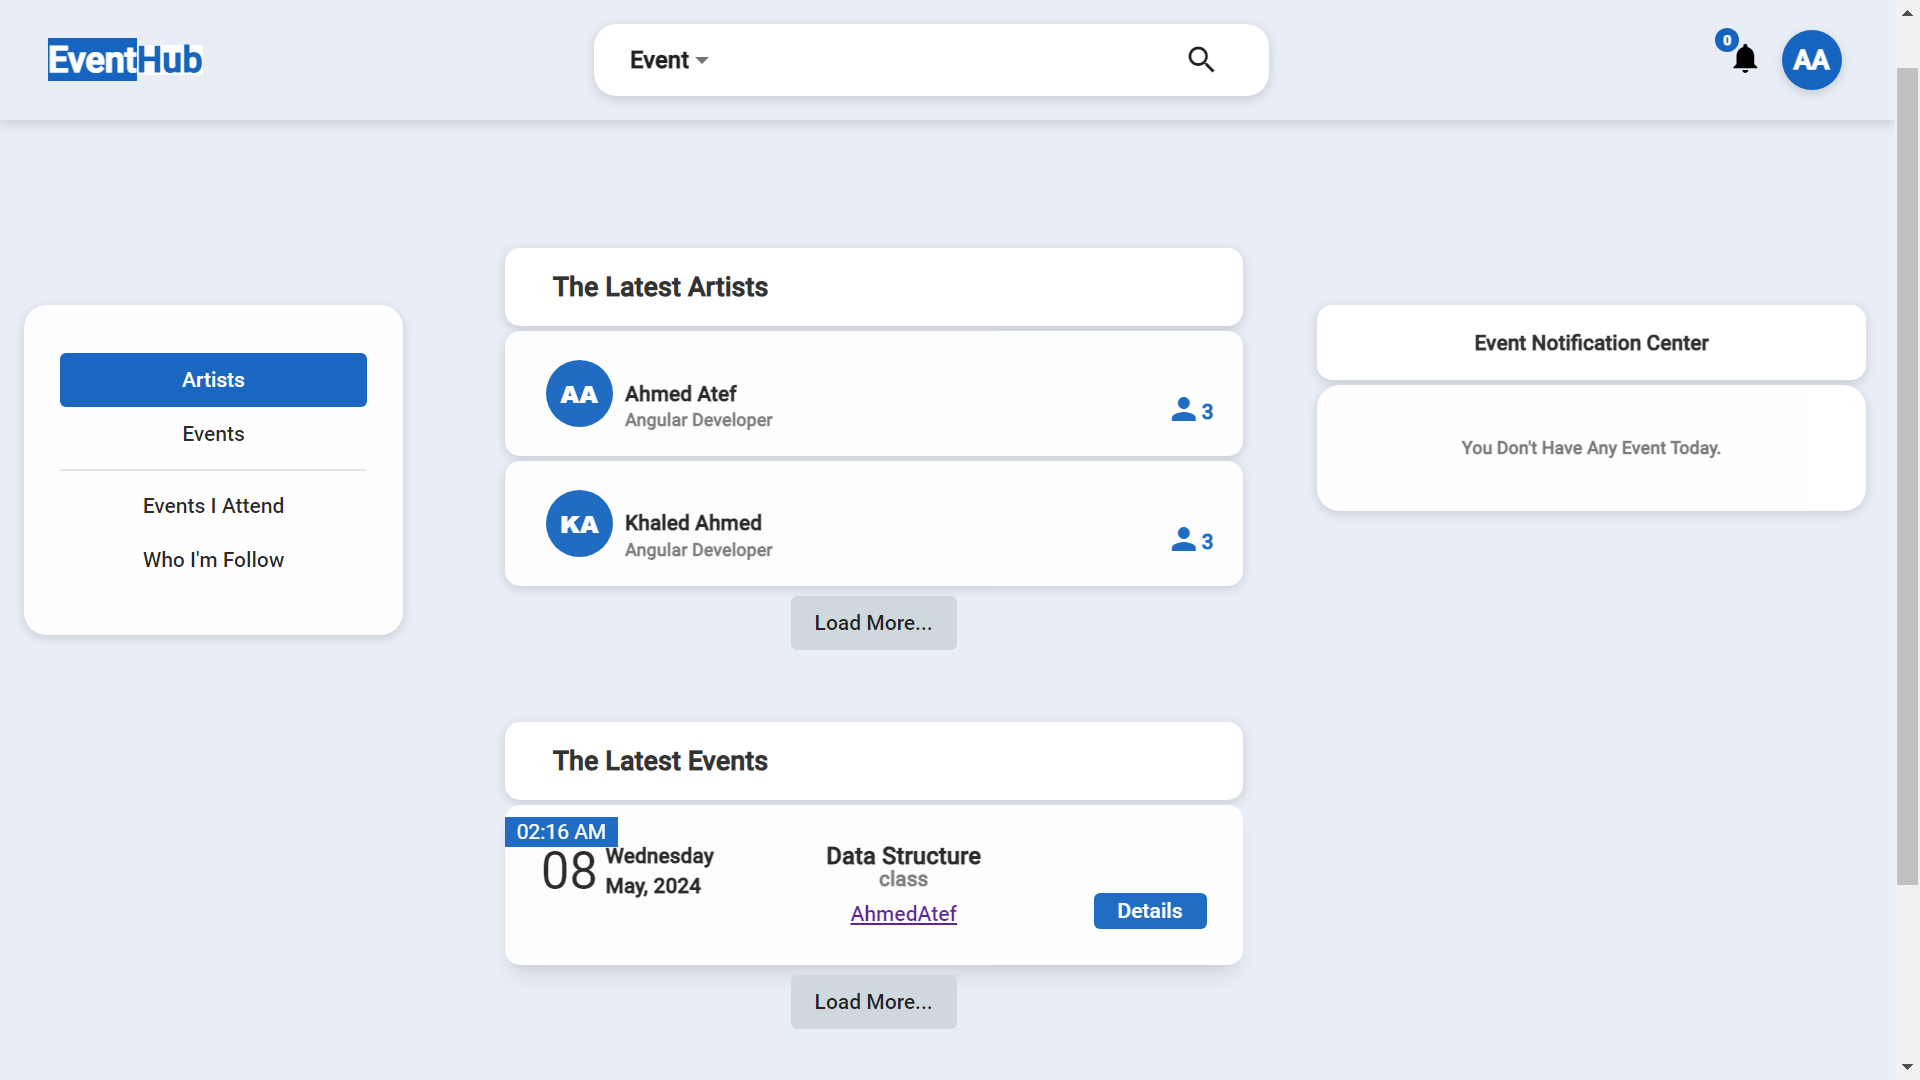 EventHub
Event
0
AA
Artists
Events
Events I Attend
Who I'm Follow
The Latest Artists
AA
Ahmed Atef
Angular Developer
3
KA
Khaled Ahmed
Angular Developer
3
Load More...
The Latest Events
02:16 AM
08
Wednesday
May, 2024
Data Structure
class
AhmedAtef
Details
Load More...
Event Notification Center
You Don't Have Any Event Today.